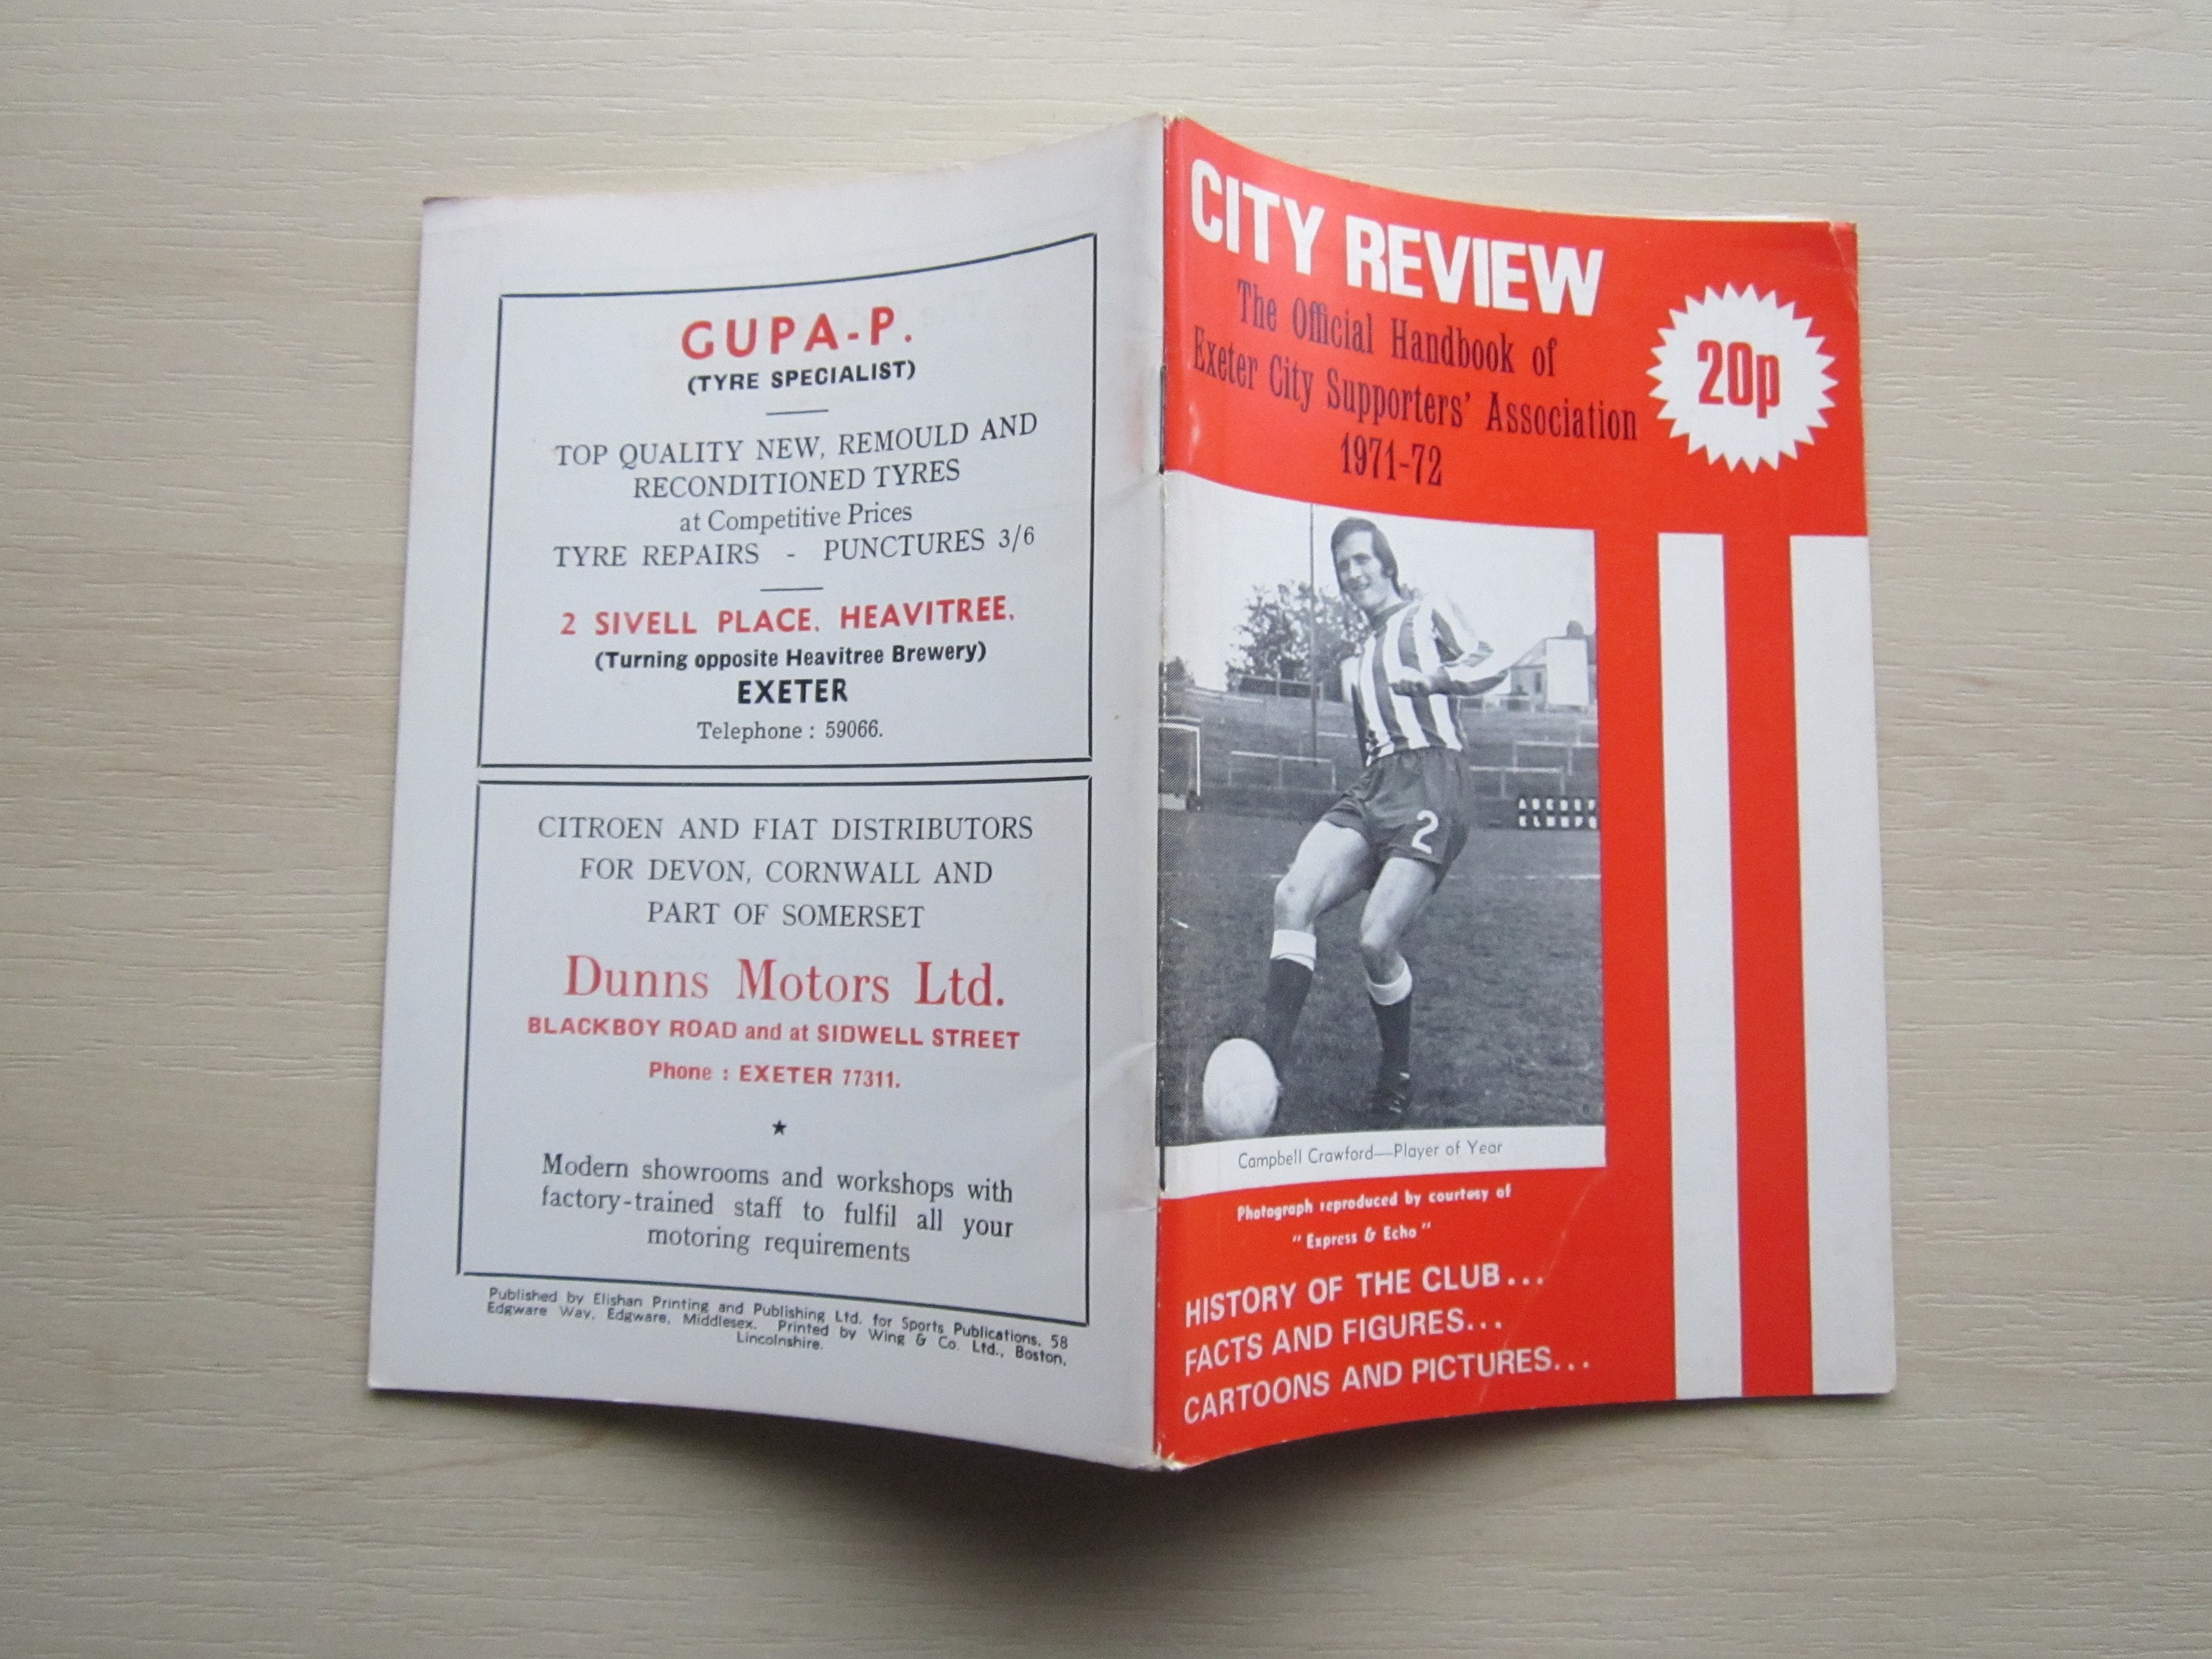 GUPA-P.
(TYRE SPECIALIST)
TOP QUALITY NEW, REMOULD AND
RECONDITIONED TYRES
at Competitive Prices
TYRE REPAIRS - PUNCTURES 3/6
2 SIVELL PLACE, HEAVITREE,
(Turning opposite Heavitree Brewery)
EXETER
Telephone : 59066.
CITROEN AND FIAT DISTRIBUTORS
FOR DEVON, CORNWALL AND
PART OF SOMERSET
Dunns Motors Ltd.
BLACKBOY ROAD and at SIDWELL STREET
Phone : EXETER 77311.
★
Modern showrooms and workshops with
factory-trained staff to fulfil all your
motoring requirements
Published by Elishan Printing and Publishing Ltd. for Sports Publications, 58
Edgware Way, Edgware, Middlesex. Printed by Wing & Co. Ltd., Boston,
Lincolnshire.
CITY REVIEW
The Official Handbook of
Exeter City Supporters' Association
1971-72
20p
2
Campbell Crawford—Player of Year
Photograph reproduced by courtesy of
"Express & Echo"
HISTORY OF THE CLUB...
FACTS AND FIGURES...
CARTOONS AND PICTURES...